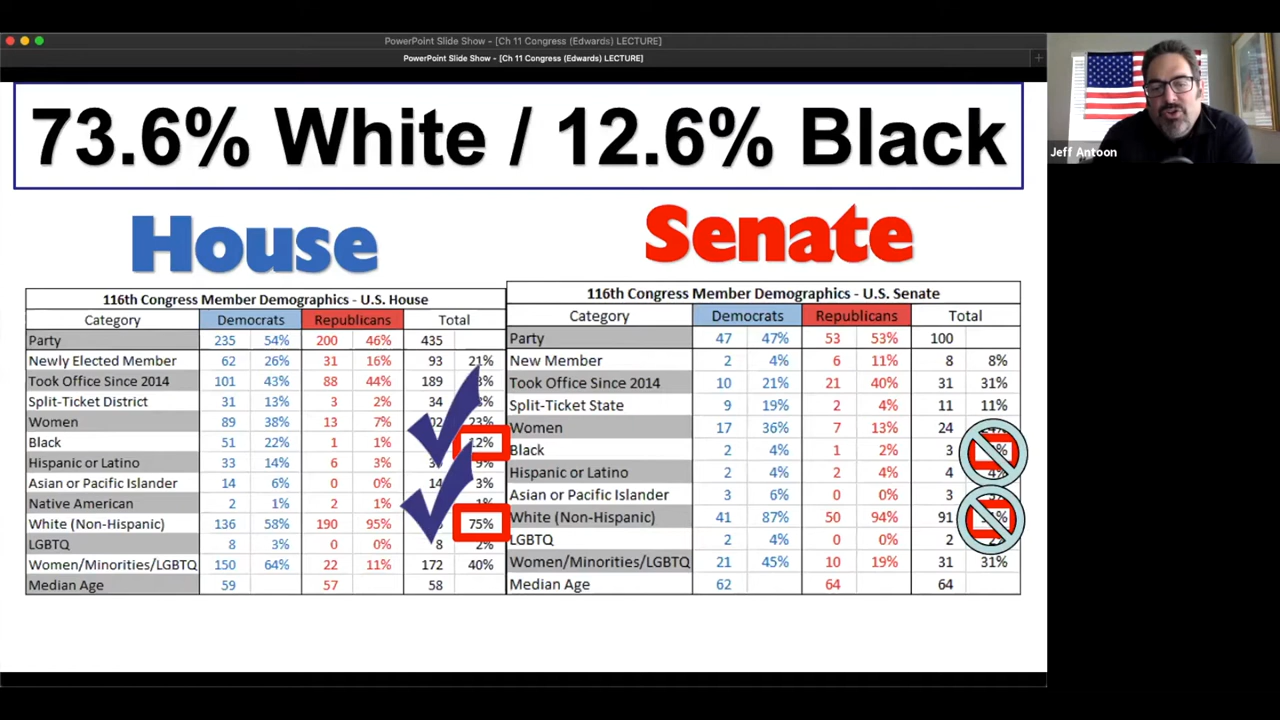 PowerPoint Slide Show - [Ch 11 Congress (Edwards) LECTURE]
PowerPoint Slide Show - [Ch 11 Congress (Edwards) LECTURE]
73.6% White / 12.6% Black
House
116th Congress Member Demographics - U.S. House
Category Democrats Republicans Total
Party 235 54% 200 46% 435
Newly Elected Member 62 26% 31 16% 93 21%
Took Office Since 2014 101 43% 88 44% 189
Split-Ticket District 31 13% 3 2% 34
Women 89 38% 13 7% 23%
Black 51 22% 1 1% 12%
Hispanic or Latino 33 14% 6 3% 9%
Asian or Pacific Islander 14 6% 0 0% 14 3%
Native American 2 1% 2 1% 1%
White (Non-Hispanic) 136 58% 190 95% 75%
LGBTQ 8 3% 0 0% 8 2%
Women/Minorities/LGBTQ 150 64% 22 11% 172 40%
Median Age 59 57 58
Senate
116th Congress Member Demographics - U.S. Senate
Category Democrats Republicans Total
Party 47 47% 53 53% 100
New Member 2 4% 6 11% 8 8%
Took Office Since 2014 10 21% 21 40% 31 31%
Split-Ticket State 9 19% 2 4% 11 11%
Women 17 36% 7 13% 24
Black 2 4% 1 2% 3
Hispanic or Latino 2 4% 2 4% 4 4%
Asian or Pacific Islander 3 6% 0 0% 3
White (Non-Hispanic) 41 87% 50 94% 91
LGBTQ 2 4% 0 0% 2
Women/Minorities/LGBTQ 21 45% 10 19% 31 31%
Median Age 62 64 64
Jeff Antoon